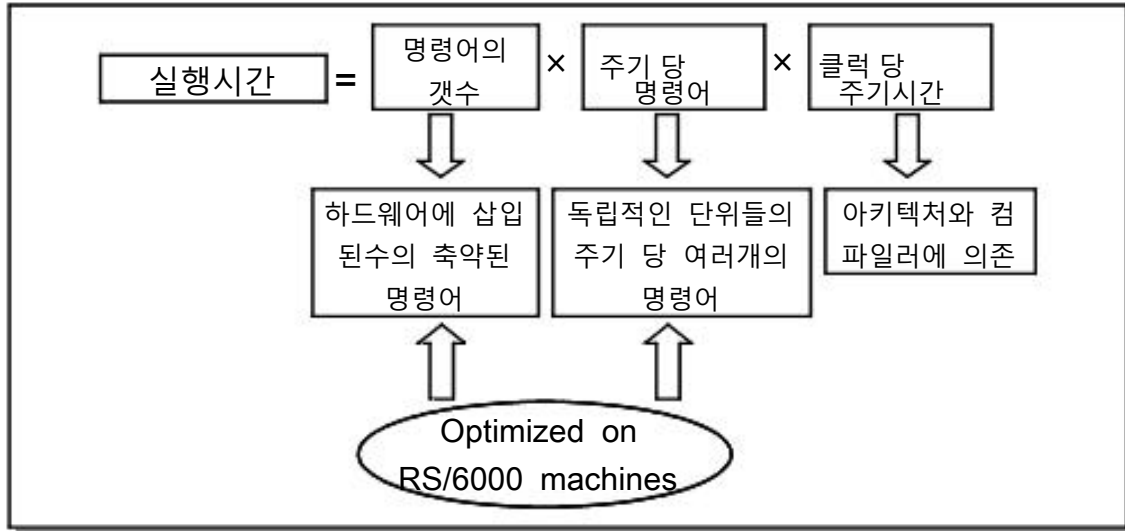 실행시간
=
명령어의
갯수
×
주기 당
명령어
×
클럭 당
주기시간
하드웨어에 삽입
된수의 축약된
명령어
독립적인 단위들의
주기 당 여러개의
명령어
아키텍처와 컴
파일러에 의존
Optimized on
RS/6000 machines